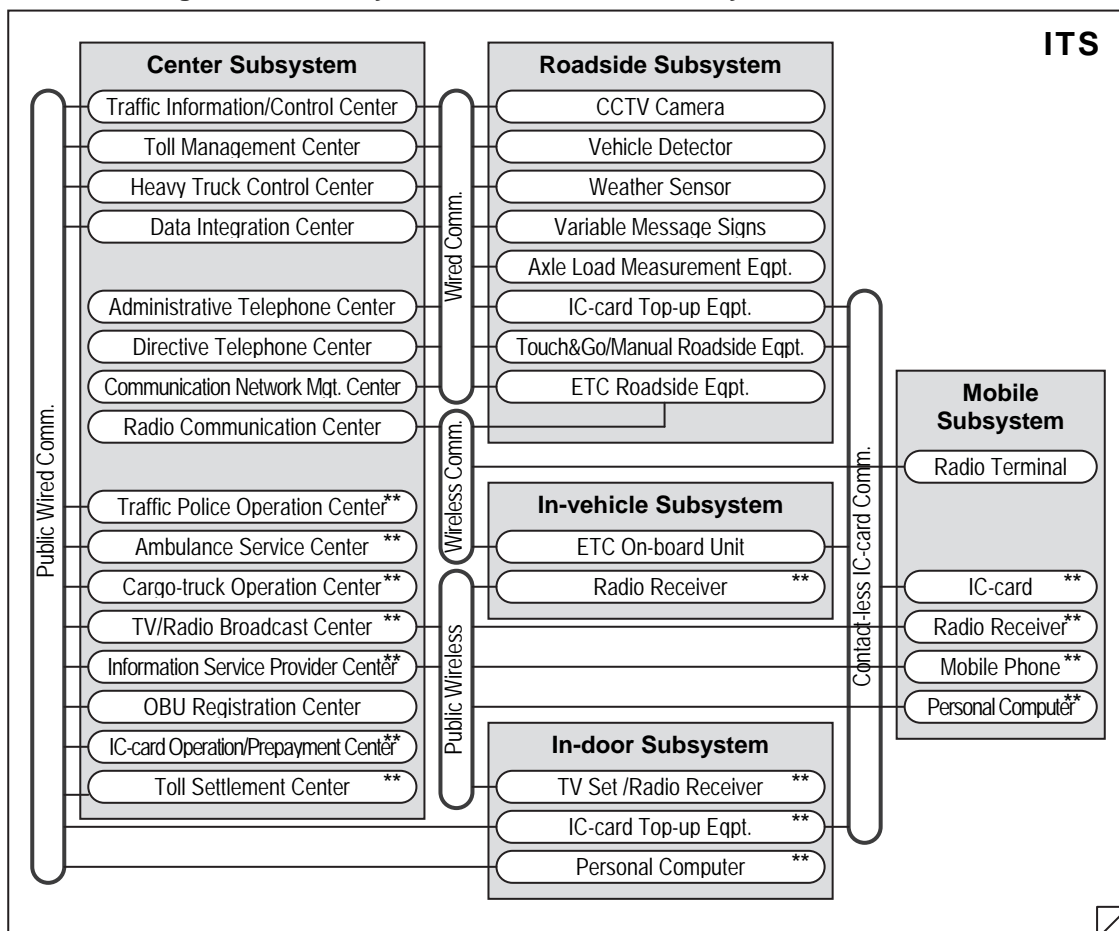 ITS
Center Subsystem
Traffic Information/Control Center
Toll Management Center
Heavy Truck Control Center
Data Integration Center
Administrative Telephone Center
Directive Telephone Center
Communication Network Mgt. Center
Radio Communication Center
Traffic Police Operation Center**
Ambulance Service Center **
Cargo-truck Operation Center**
TV/Radio Broadcast Center **
Information Service Provider Center**
OBU Registration Center
IC-card Operation/Prepayment Center**
Toll Settlement Center **
Public Wired Comm.
Wired Comm.
Wireless Comm.
Public Wireless
Roadside Subsystem
CCTV Camera
Vehicle Detector
Weather Sensor
Variable Message Signs
Axle Load Measurement Eqpt.
IC-card Top-up Eqpt.
Touch&Go/Manual Roadside Eqpt.
ETC Roadside Eqpt.
In-vehicle Subsystem
ETC On-board Unit
Radio Receiver **
In-door Subsystem
TV Set /Radio Receiver **
IC-card Top-up Eqpt. **
Personal Computer **
Contact-less IC-card Comm.
Mobile
Subsystem
Radio Terminal
IC-card **
Radio Receiver**
Mobile Phone **
Personal Computer**